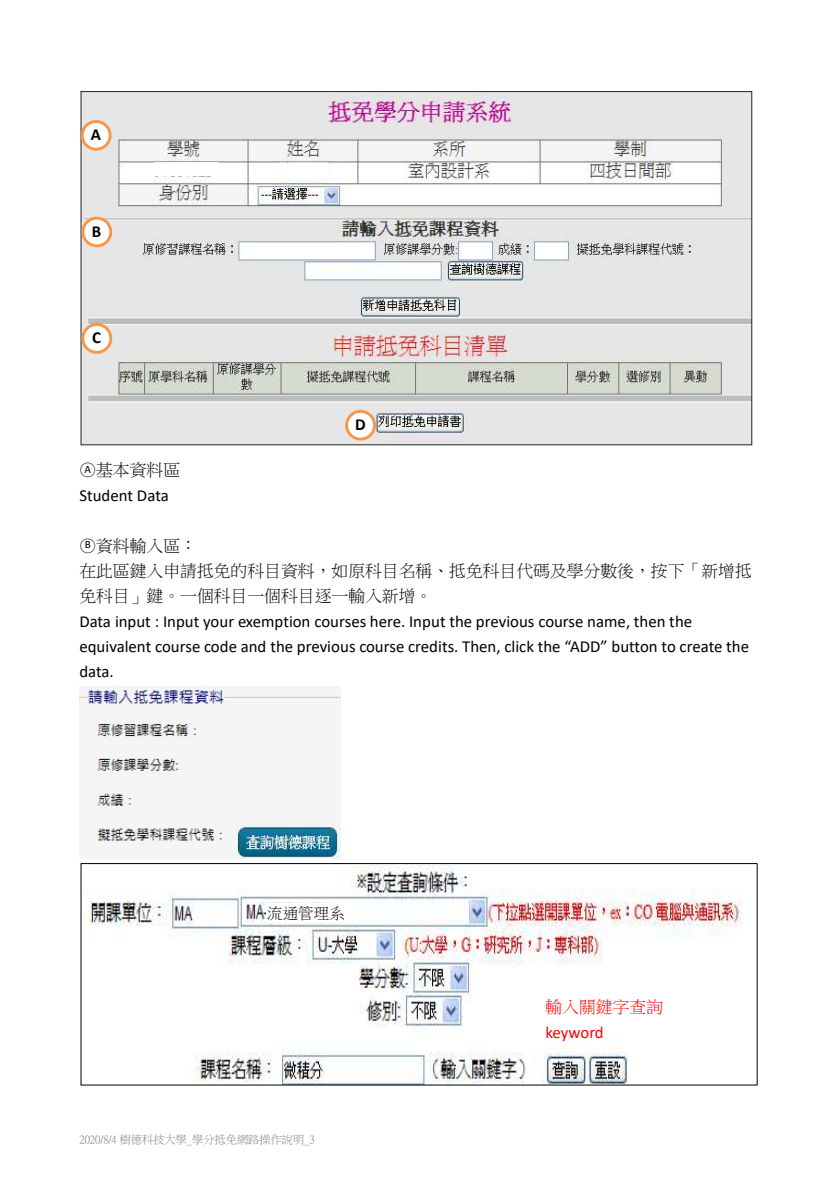 抵免學分申請系統
A
學號 姓名 系所 學制
室內設計系 四技日間部
身份別 ---請選擇---
B
請輸入抵免課程資料
原修習課程名稱： 原修課學分數: 成績： 擬抵免學科課程代號：
查詢樹德課程
新增申請抵免科目
C
申請抵免科目清單
序號 原學科名稱 原修課學分數 擬抵免課程代號 課程名稱 學分數 選修別 異動
D 列印抵免申請書
Ⓐ基本資料區
Student Data
Ⓑ資料輸入區：
在此區鍵入申請抵免的科目資料，如原科目名稱、抵免科目代碼及學分數後，按下「新增抵
免科目」鍵。一個科目一個科目逐一輸入新增。
Data input : Input your exemption courses here. Input the previous course name, then the
equivalent course code and the previous course credits. Then, click the “ADD” button to create the
data.
請輸入抵免課程資料
原修習課程名稱：
原修課學分數:
成績：
擬抵免學科課程代號： 查詢樹德課程
※設定查詢條件：
開課單位： MA MA-流通管理系 (下拉點選開課單位，ex：CO 電腦與通訊系)
課程層級： U-大學 (U:大學，G：研究所，J：專科部)
學分數: 不限
修別: 不限
輸入關鍵字查詢
keyword
課程名稱： 微積分 （輸入關鍵字） 查詢 重設
2020/8/4 樹德科技大學_學分抵免網路操作說明_3